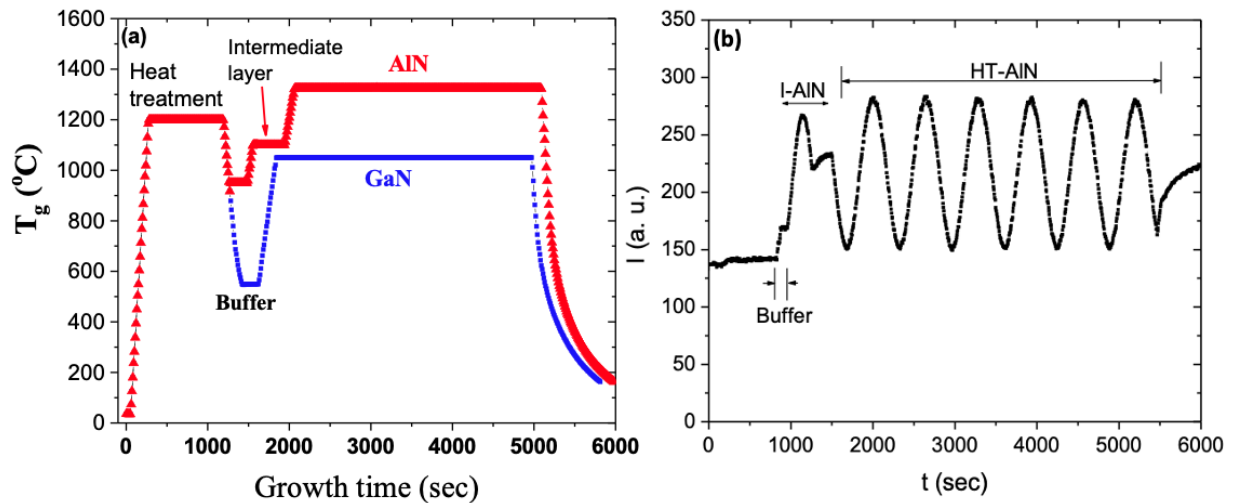 (a)
Intermediate
layer
AlN
Heat
treatment
GaN
Buffer
Tg (⁰C)
1600
1400
1200
1000
800
600
400
200
0
0 1000 2000 3000 4000 5000 6000
Growth time (sec)
(b)
HT-AlN
I-AlN
Buffer
I (a. u.)
350
300
250
200
150
100
50
0
0 1000 2000 3000 4000 5000 6000
t (sec)